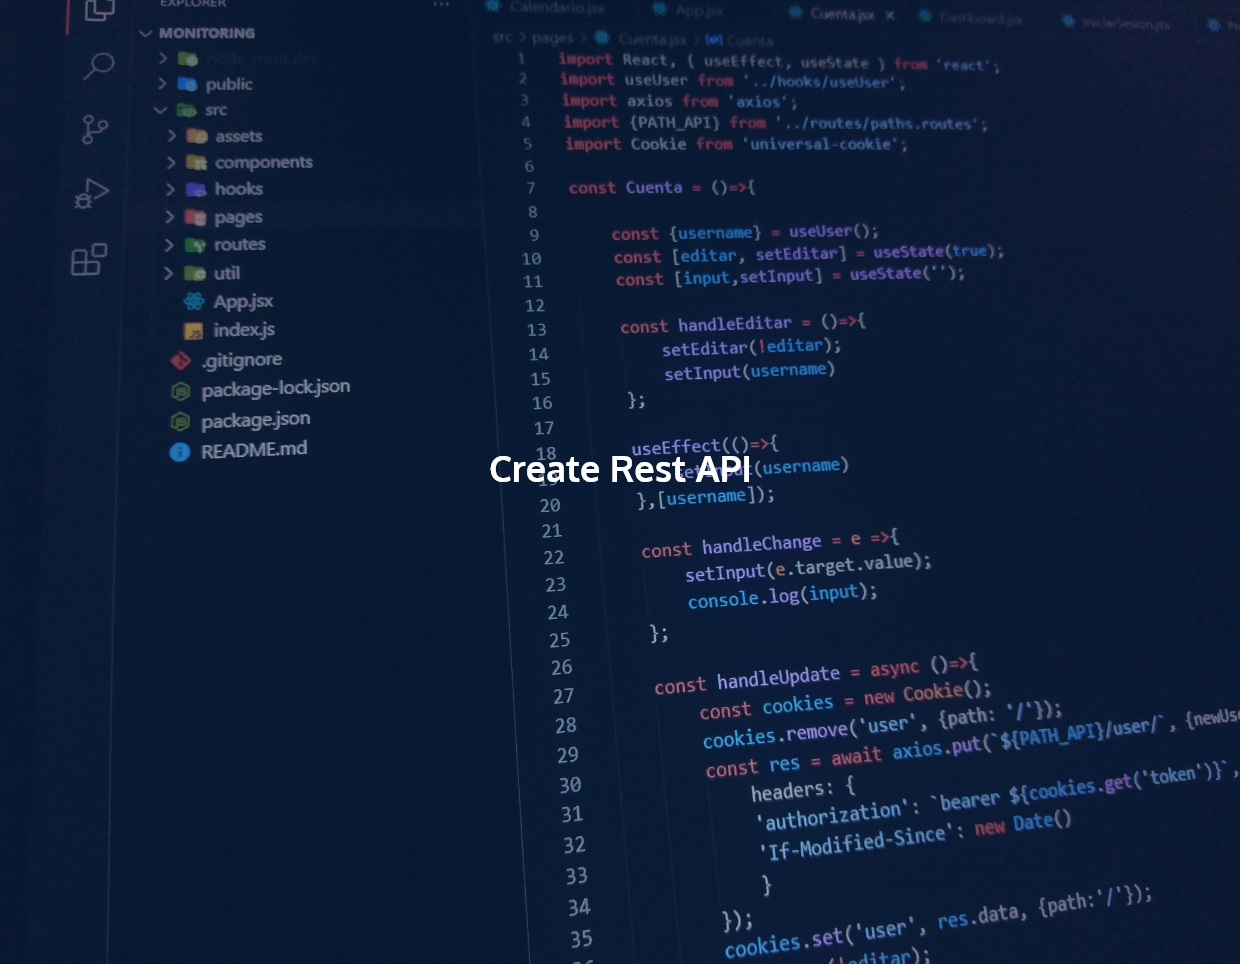 EXPLORER
...
MONITORING
node_modules
public
src
assets
components
hooks
pages
routes
util
App.jsx
index.js
.gitignore
package-lock.json
package.json
README.md
Calendario.jsx
App.jsx
Cuenta.jsx ×
Dashboard.jsx
IniciarSesion.jsx
src > pages > Cuenta.jsx > Cuenta
1 import React, { useEffect, useState } from 'react';
2 import useUser from '../hooks/useUser';
3 import axios from 'axios';
4 import {PATH_API} from '../routes/paths.routes';
5 import Cookie from 'universal-cookie';
6
7 const Cuenta = ()=>{
8
9 const {username} = useUser();
10 const [editar, setEditar] = useState(true);
11 const [input,setInput] = useState('');
12
13 const handleEditar = ()=>{
14 setEditar(!editar);
15 setInput(username)
16 };
17
18 useEffect(()=>{
Create Rest API
19 setInput(username)
20 },[username]);
21
22 const handleChange = e =>{
23 setInput(e.target.value);
24 console.log(input);
25 };
26
27 const handleUpdate = async ()=>{
28 const cookies = new Cookie();
29 cookies.remove('user', {path: '/'});
30 const res = await axios.put(`${PATH_API}/user/`, {newUs
31 headers: {
32 'authorization': `bearer ${cookies.get('token')}`,
33 'If-Modified-Since': new Date()
34 }
35 });
cookies.set('user', res.data, {path:'/'});
(!editar);